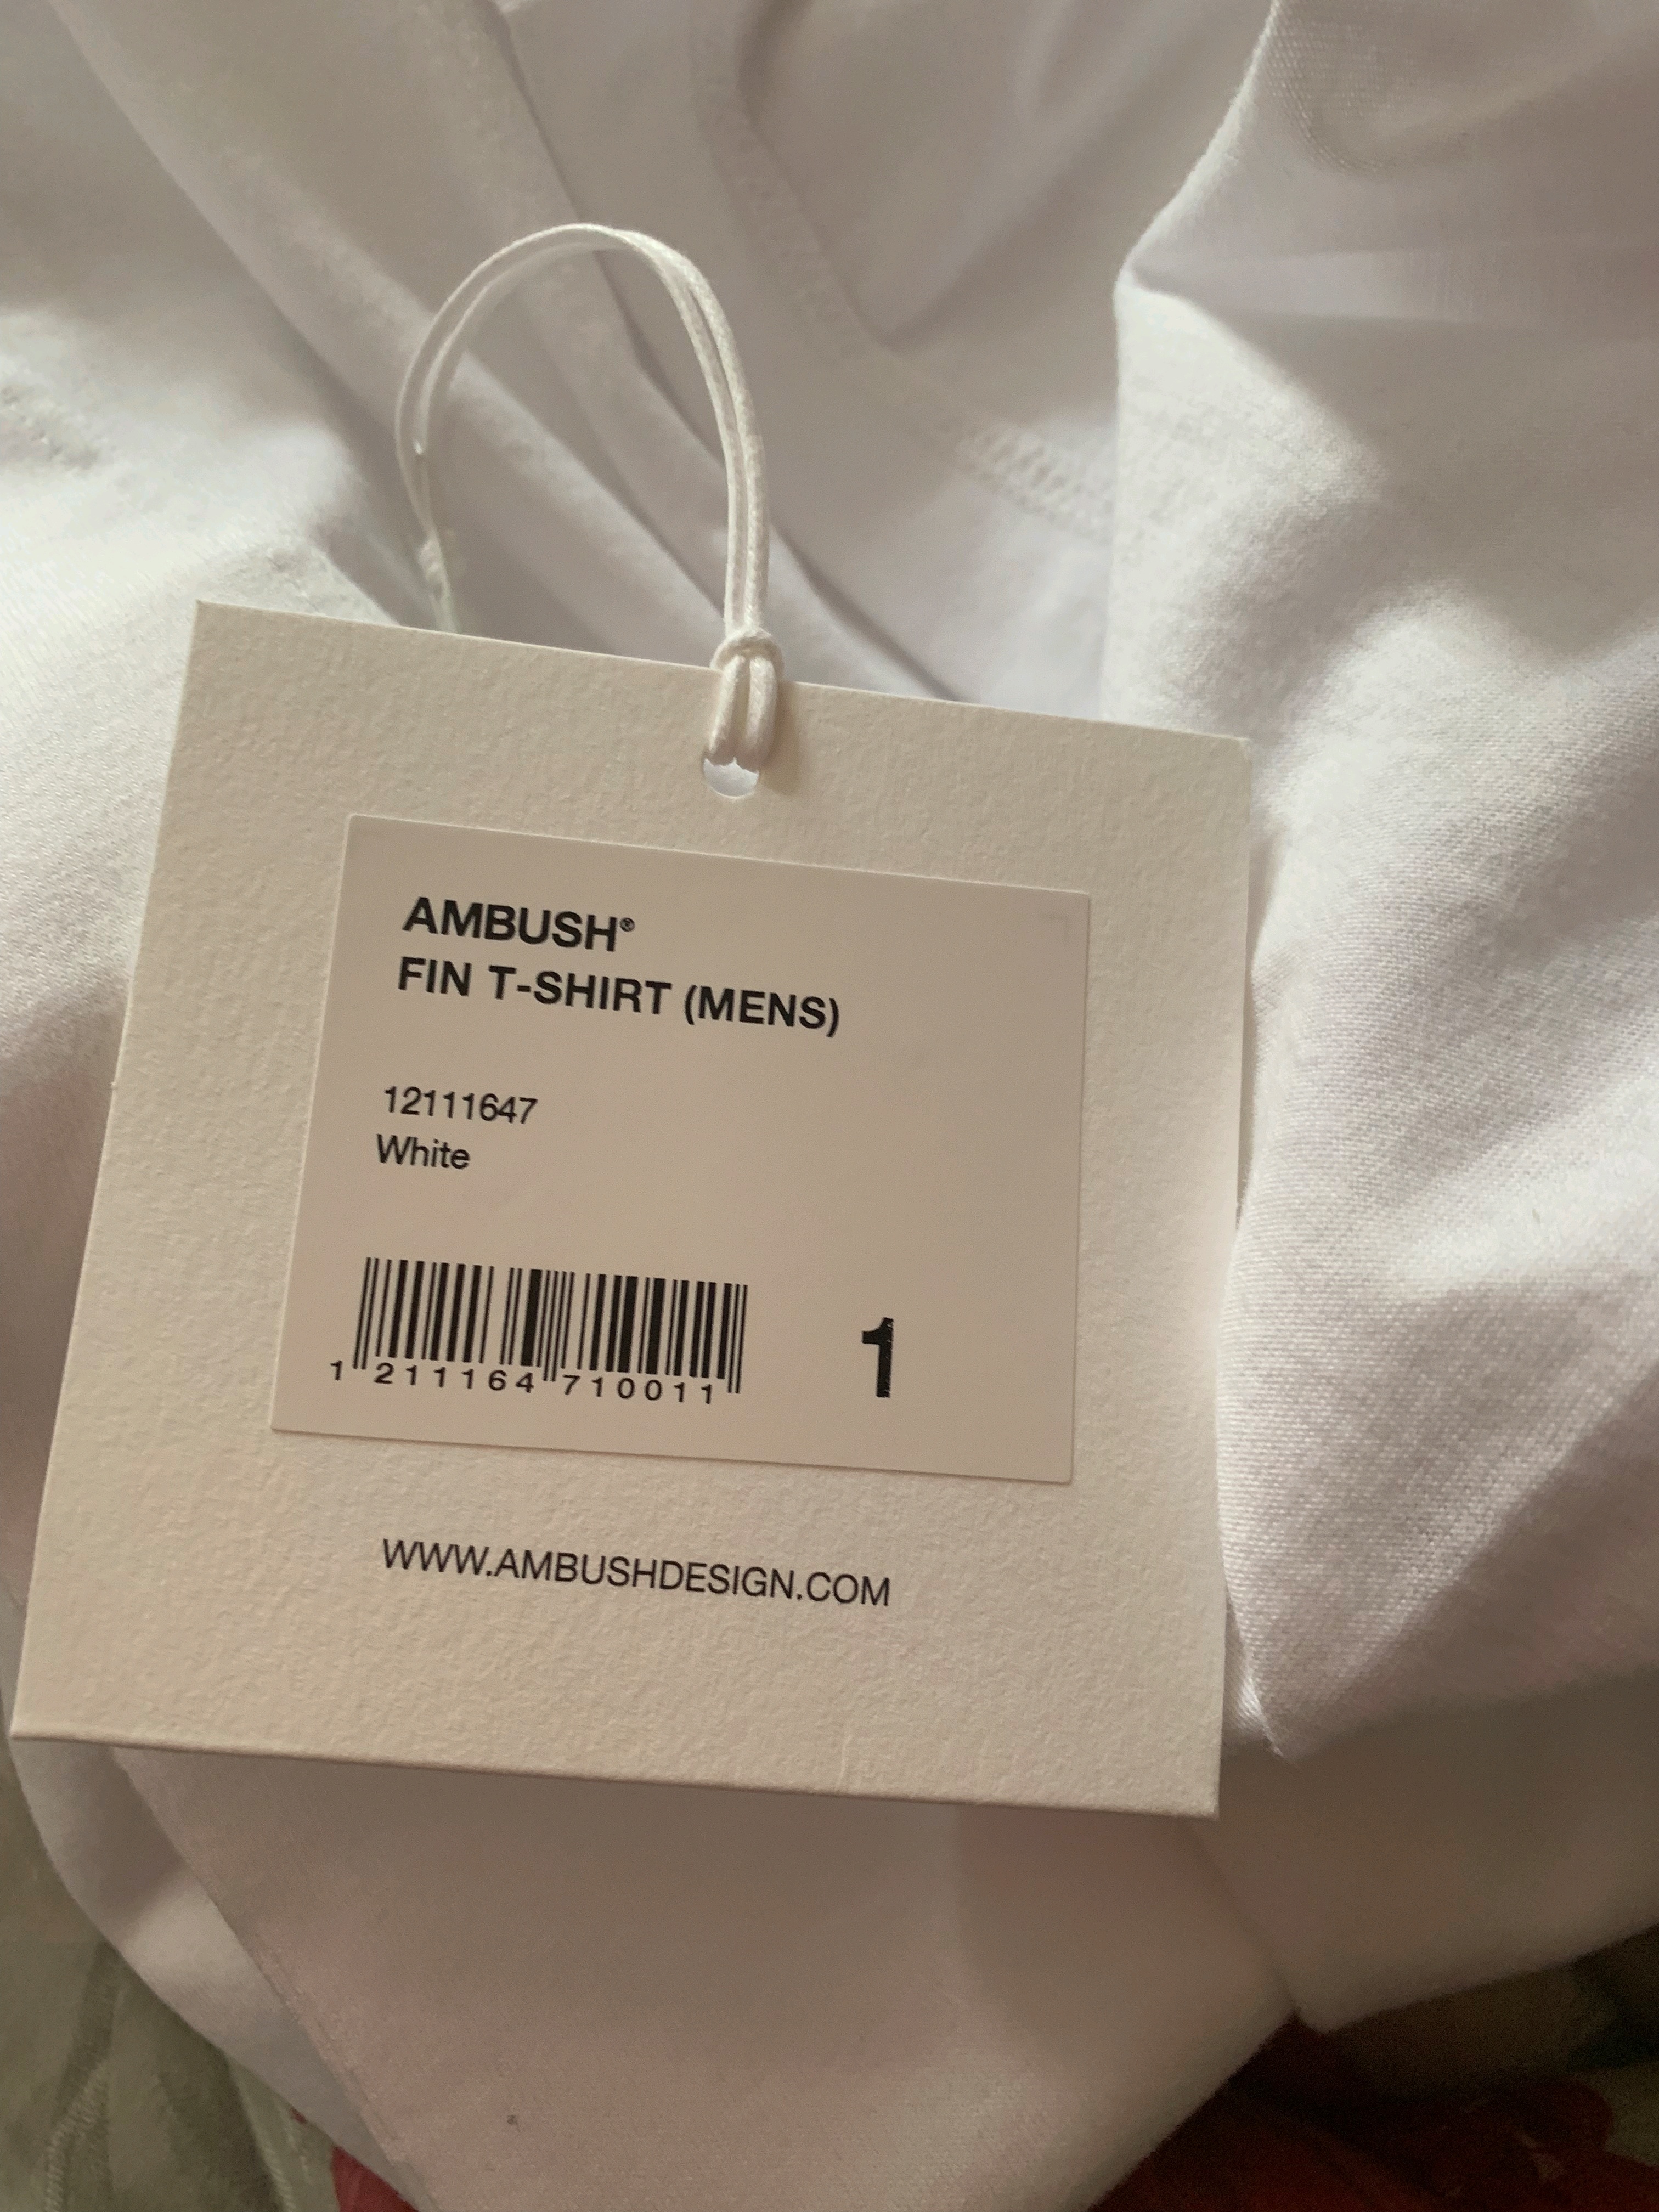 AMBUSH®
FIN T-SHIRT (MENS)
12111647
White
1 211164 710011
1
WWW.AMBUSHDESIGN.COM